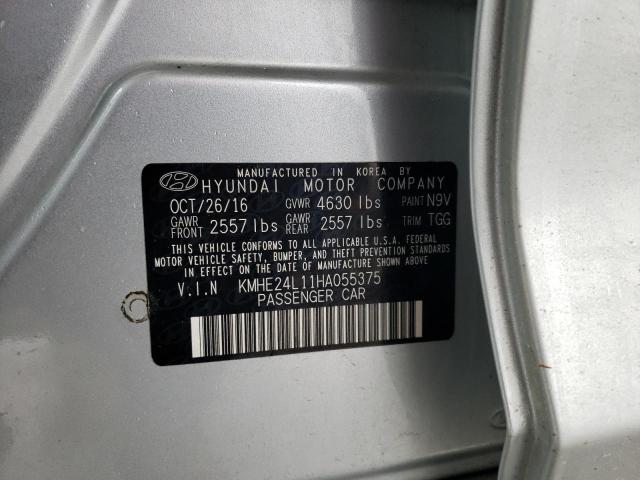 MANUFACTURED IN KOREA BY
HYUNDAI MOTOR COMPANY
OCT/26/16 GVWR 4630 lbs PAINT N9V
GAWR FRONT 2557 lbs GAWR REAR 2557 lbs TRIM TGG
THIS VEHICLE CONFORMS TO ALL APPLICABLE U.S.A. FEDERAL
MOTOR VEHICLE SAFETY, BUMPER, AND THEFT PREVENTION STANDARDS
IN EFFECT ON THE DATE OF MANUFACTURE SHOWN ABOVE
V.I.N KMHE24L11HA055375
PASSENGER CAR